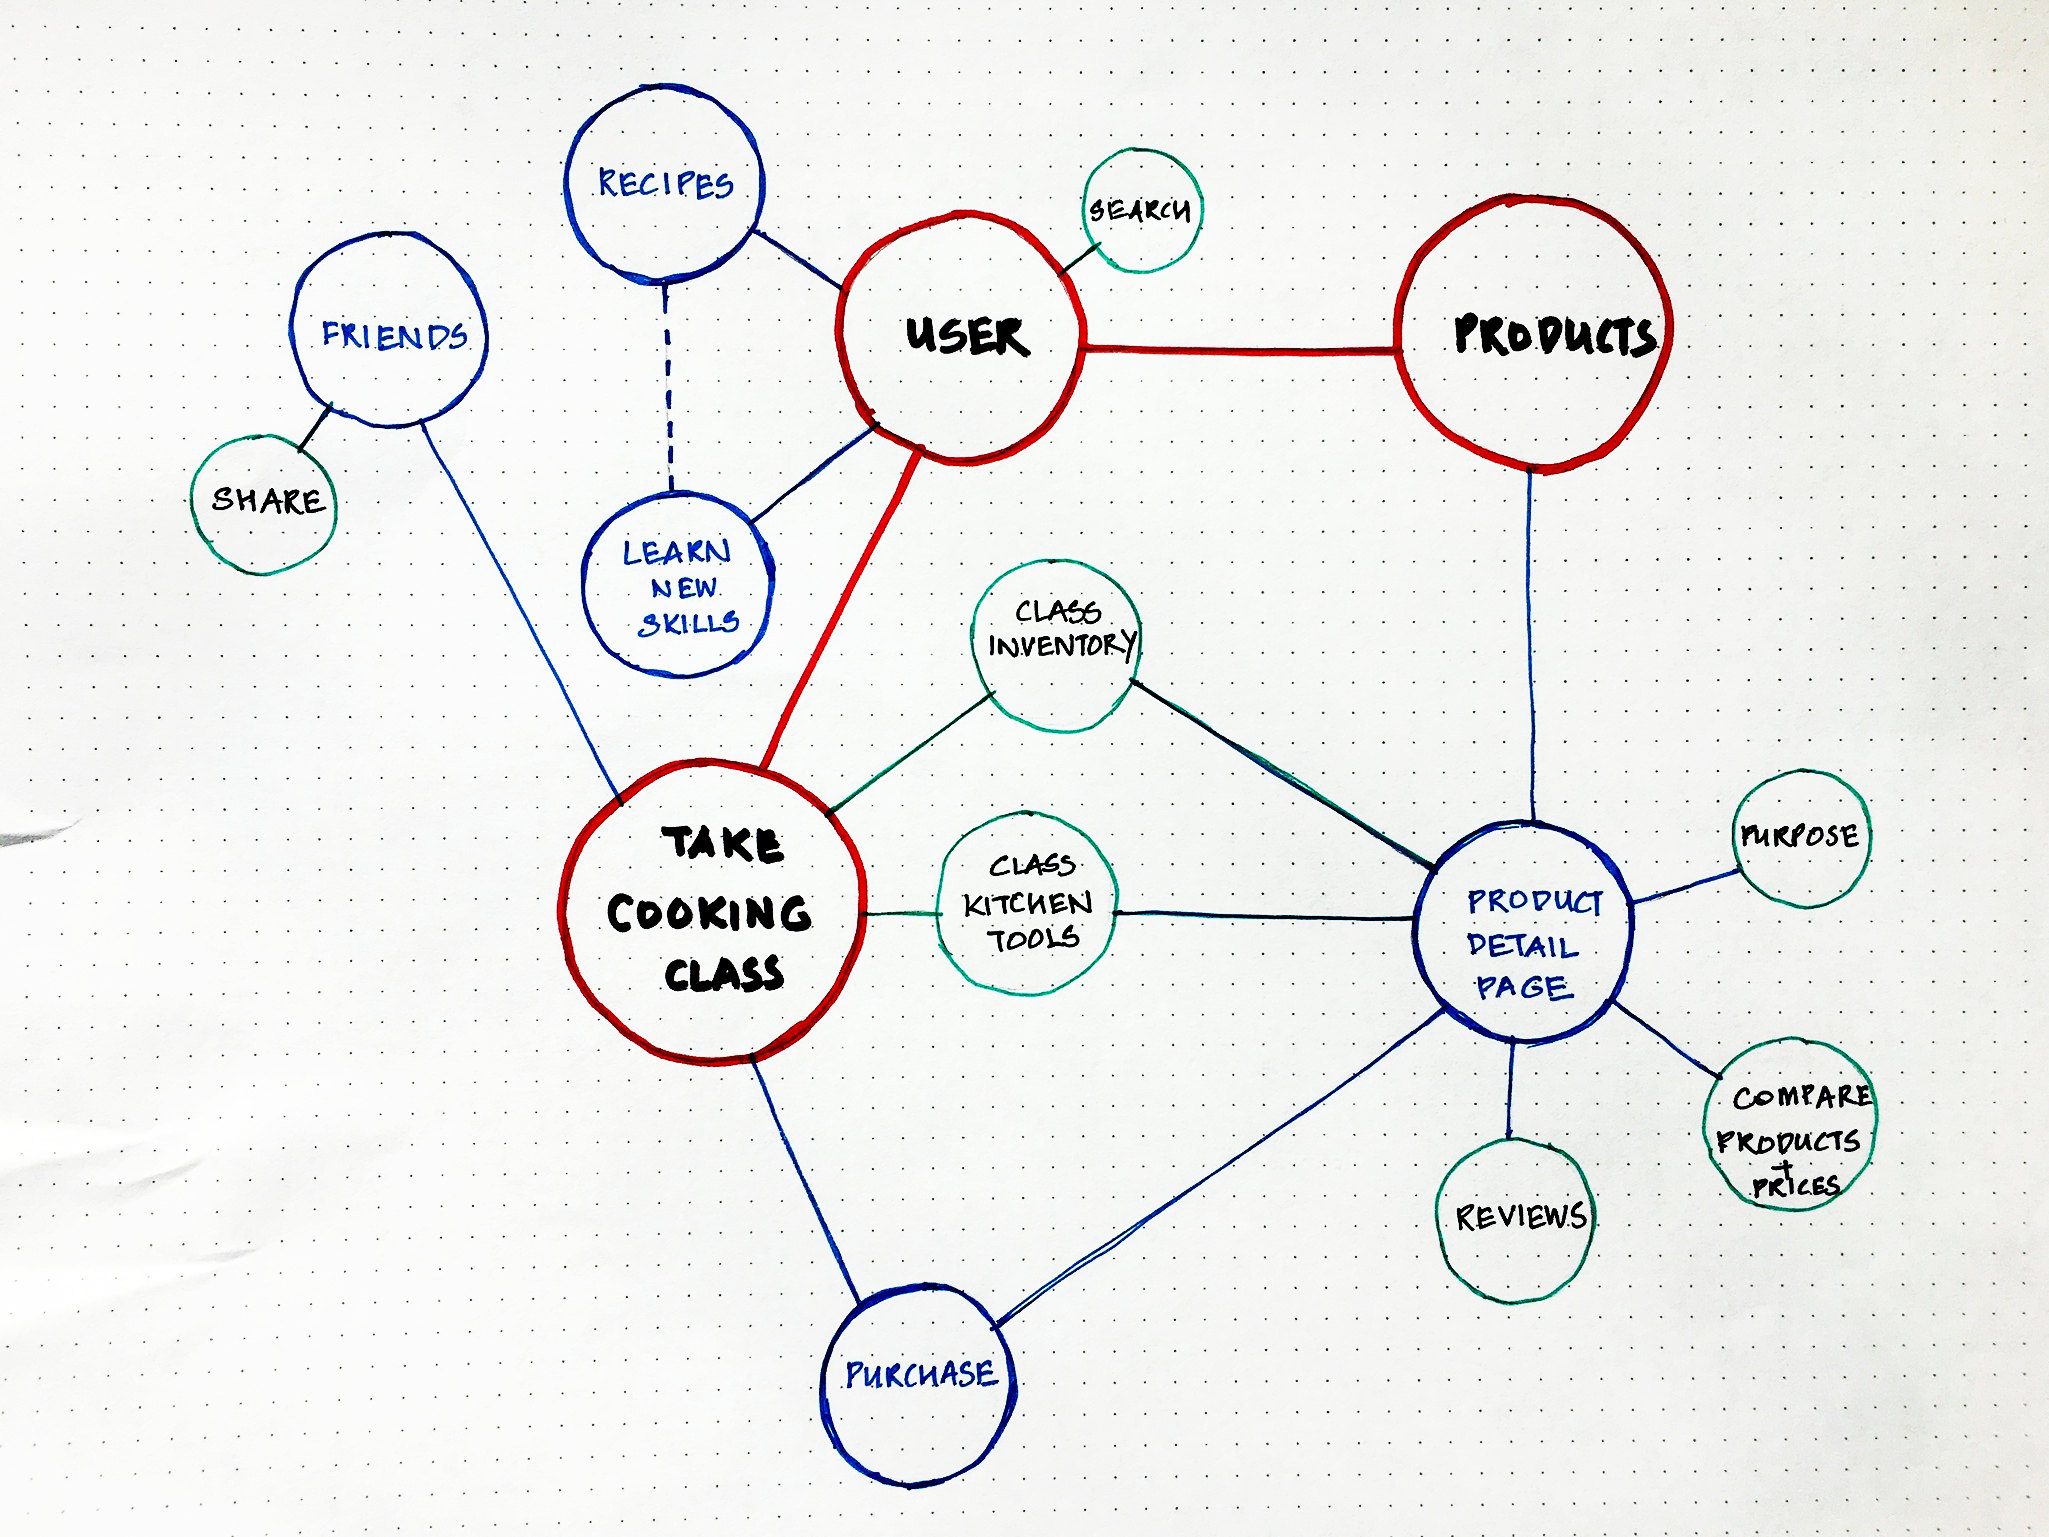 RECIPES
SEARCH
FRIENDS
USER
PRODUCTS
SHARE
LEARN
NEW
SKILLS
CLASS
INVENTORY
TAKE
COOKING
CLASS
CLASS
KITCHEN
TOOLS
PRODUCT
DETAIL
PAGE
PURPOSE
COMPARE
PRODUCTS
+
PRICES
REVIEWS
PURCHASE